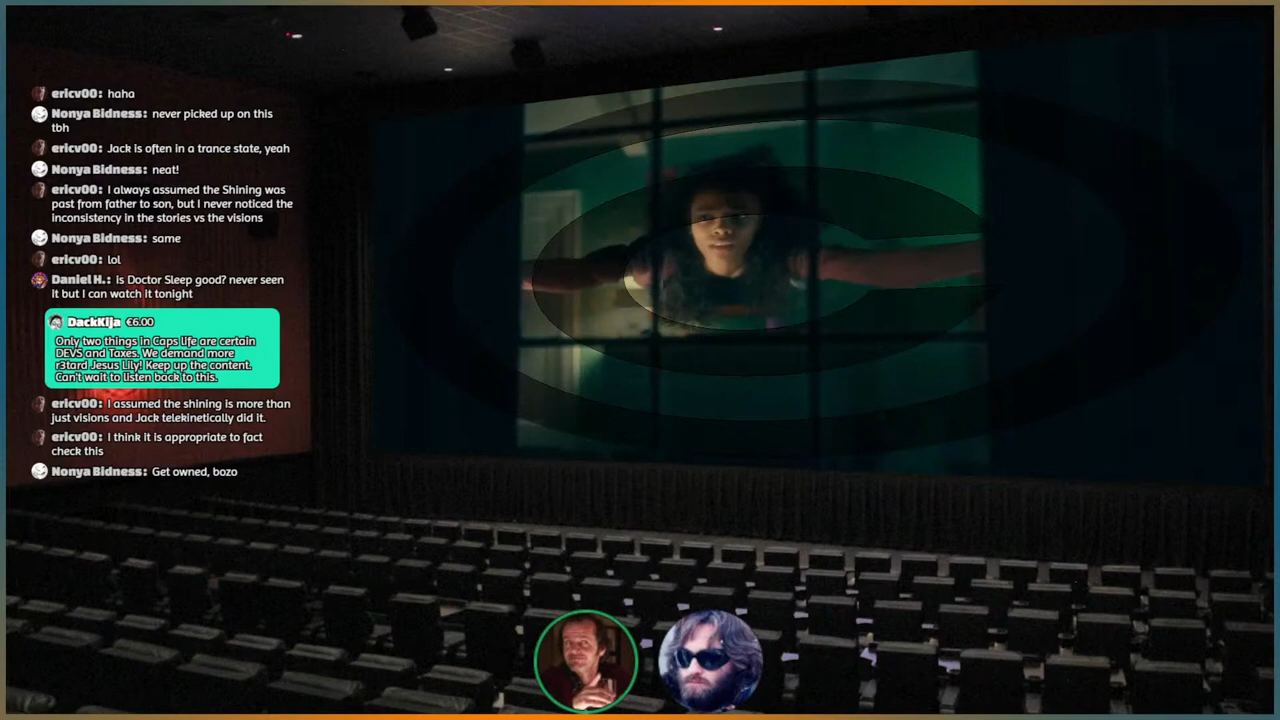 ericv00: haha
Nonya Bidness: never picked up on this
tbh
ericv00: Jack is often in a trance state, yeah
Nonya Bidness: neat!
ericv00: I always assumed the Shining was
past from father to son, but I never noticed the
inconsistency in the stories vs the visions
Nonya Bidness: same
ericv00: lol
Daniel H.: is Doctor Sleep good? never seen
it but I can watch it tonight
DackKija €6.00
Only two things in Caps life are certain
DEVS and Taxes. We demand more
r3tard Jesus Lily! Keep up the content.
Can't wait to listen back to this.
ericv00: I assumed the shining is more than
just visions and Jack telekinetically did it.
ericv00: I think it is appropriate to fact
check this
Nonya Bidness: Get owned, bozo